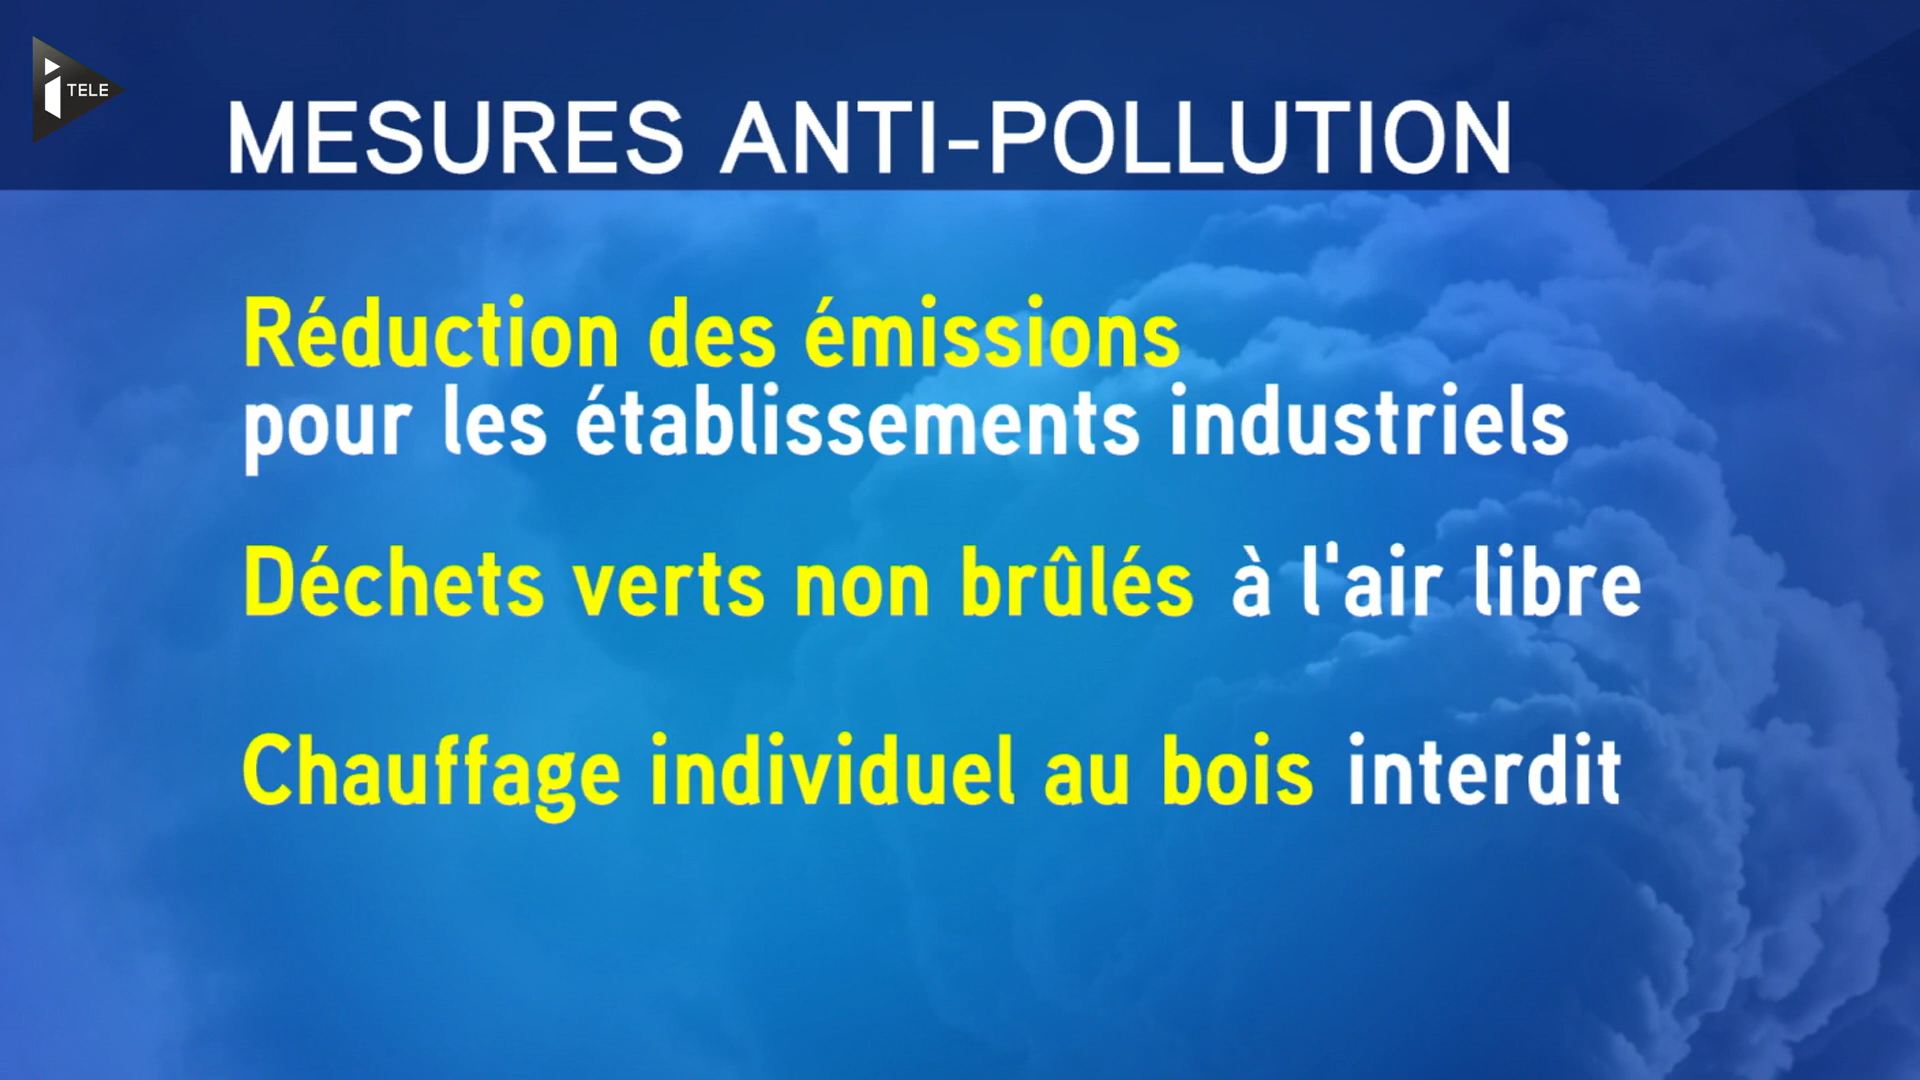 i TELE
MESURES ANTI-POLLUTION
Réduction des émissions
pour les établissements industriels
Déchets verts non brûlés à l'air libre
Chauffage individuel au bois interdit